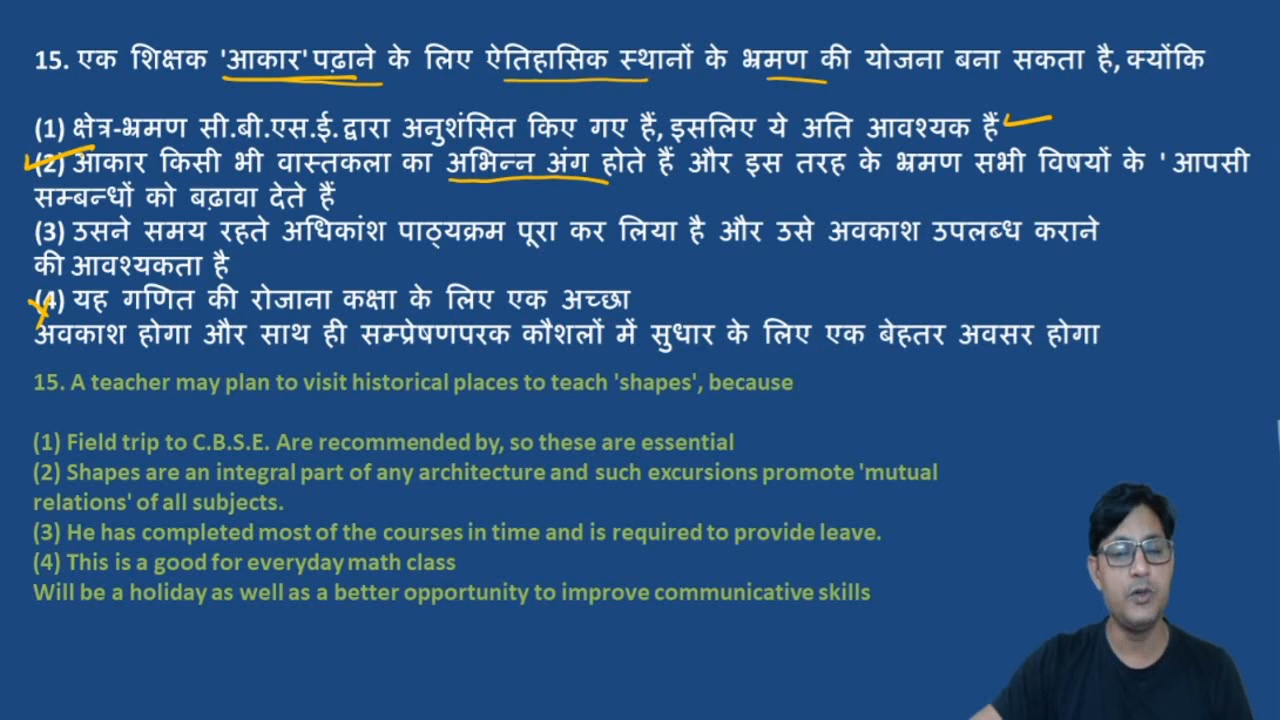 15. एक शिक्षक 'आकार' पढ़ाने के लिए ऐतिहासिक स्थानों के भ्रमण की योजना बना सकता है, क्योंकि
(1) क्षेत्र-भ्रमण सी.बी.एस.ई. द्वारा अनुशंसित किए गए हैं, इसलिए ये अति आवश्यक हैं
(2) आकार किसी भी वास्तकला का अभिन्न अंग होते हैं और इस तरह के भ्रमण सभी विषयों के ' आपसी
सम्बन्धों को बढ़ावा देते हैं
(3) उसने समय रहते अधिकांश पाठ्यक्रम पूरा कर लिया है और उसे अवकाश उपलब्ध कराने
की आवश्यकता है
(4) यह गणित की रोजाना कक्षा के लिए एक अच्छा
अवकाश होगा और साथ ही सम्प्रेषणपरक कौशलों में सुधार के लिए एक बेहतर अवसर होगा
15. A teacher may plan to visit historical places to teach 'shapes', because
(1) Field trip to C.B.S.E. Are recommended by, so these are essential
(2) Shapes are an integral part of any architecture and such excursions promote 'mutual
relations' of all subjects.
(3) He has completed most of the courses in time and is required to provide leave.
(4) This is a good for everyday math class
Will be a holiday as well as a better opportunity to improve communicative skills